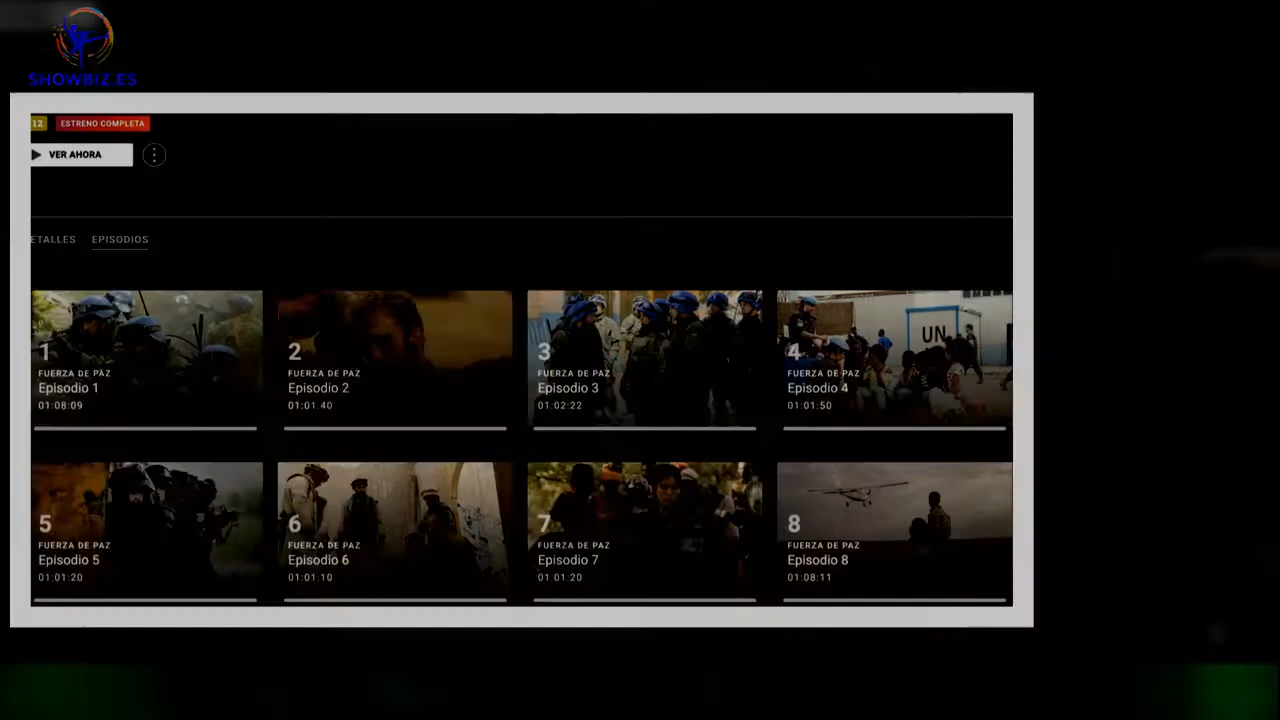 SHOWBIZ.ES
12 ESTRENO COMPLETA
VER AHORA
ETALLES EPISODIOS
1
FUERZA DE PAZ
Episodio 1
01:08:09
2
FUERZA DE PAZ
Episodio 2
01:01.40
3
FUERZA DE PAZ
Episodio 3
01:02:22
4
FUERZA DE PAZ
Episodio 4
01:01:50
UN
5
FUERZA DE PAZ
Episodio 5
01:01:20
6
FUERZA DE PAZ
Episodio 6
01:01:10
7
FUERZA DE PAZ
Episodio 7
01 01:20
8
FUERZA DE PAZ
Episodio 8
01:08:11